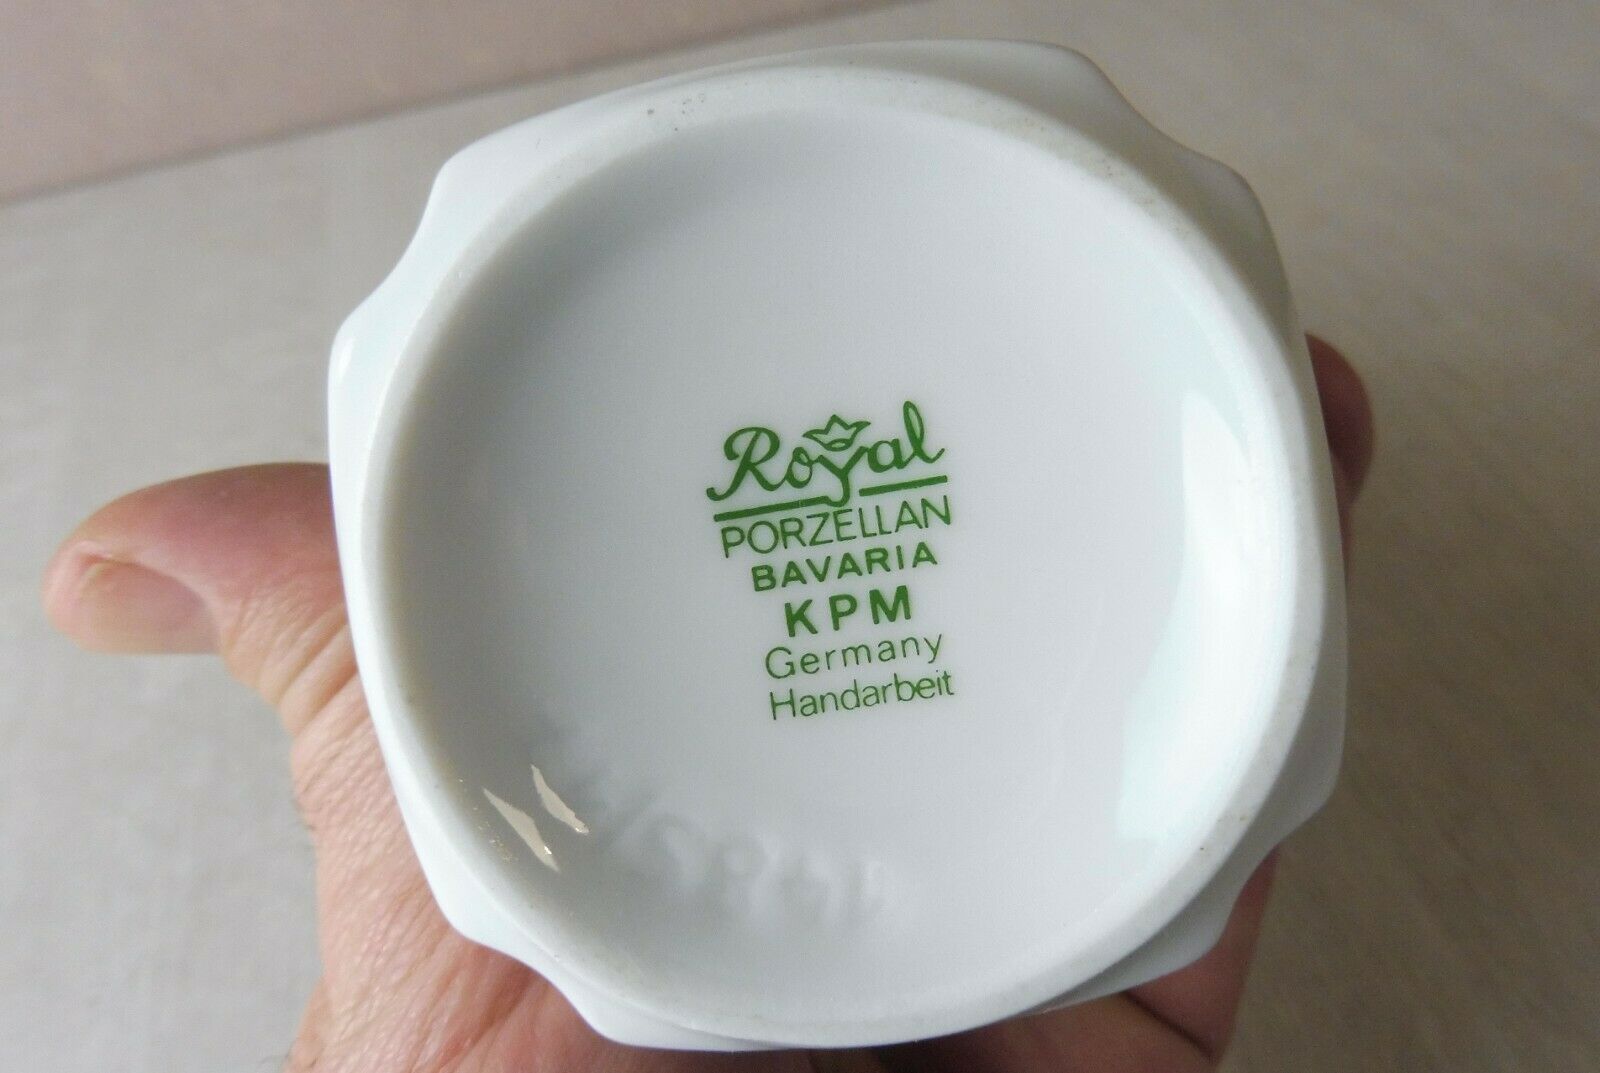 Royal
PORZELLAN
BAVARIA
KPM
Germany
Handarbeit